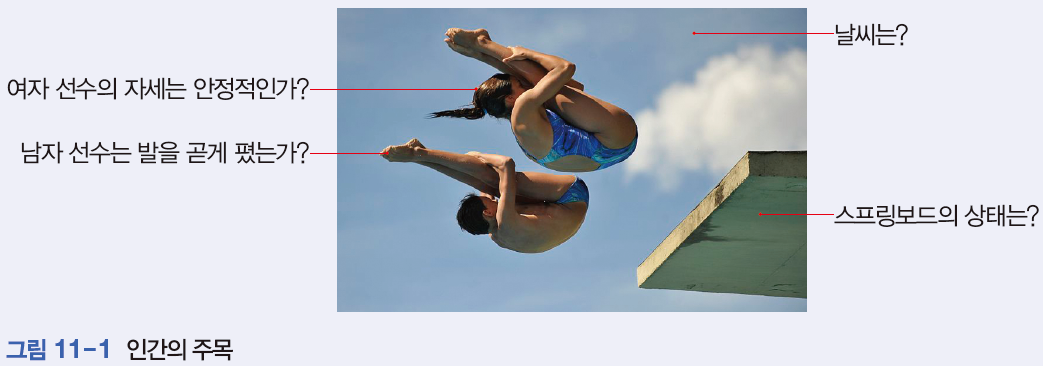 날씨는?
여자 선수의 자세는 안정적인가?
남자 선수는 발을 곧게 폈는가?
스프링보드의 상태는?
그림 11-1 인간의 주목